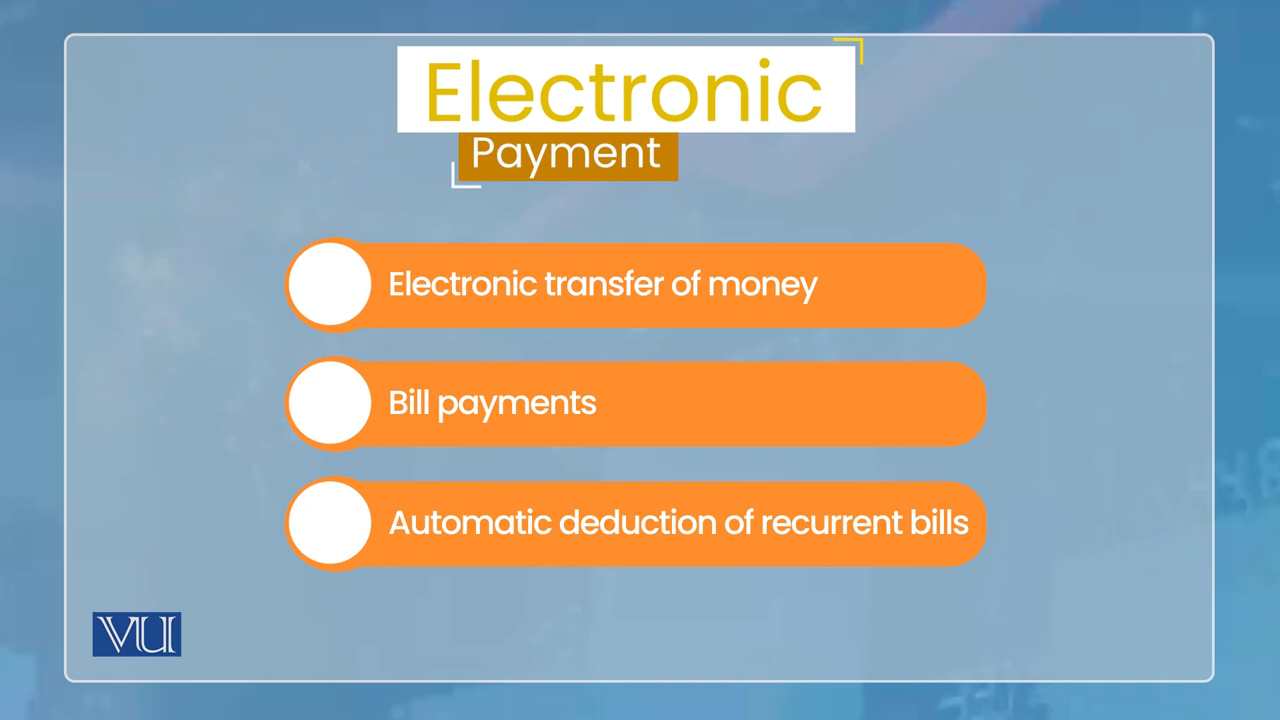 Electronic
Payment
Electronic transfer of money
Bill payments
Automatic deduction of recurrent bills
VU